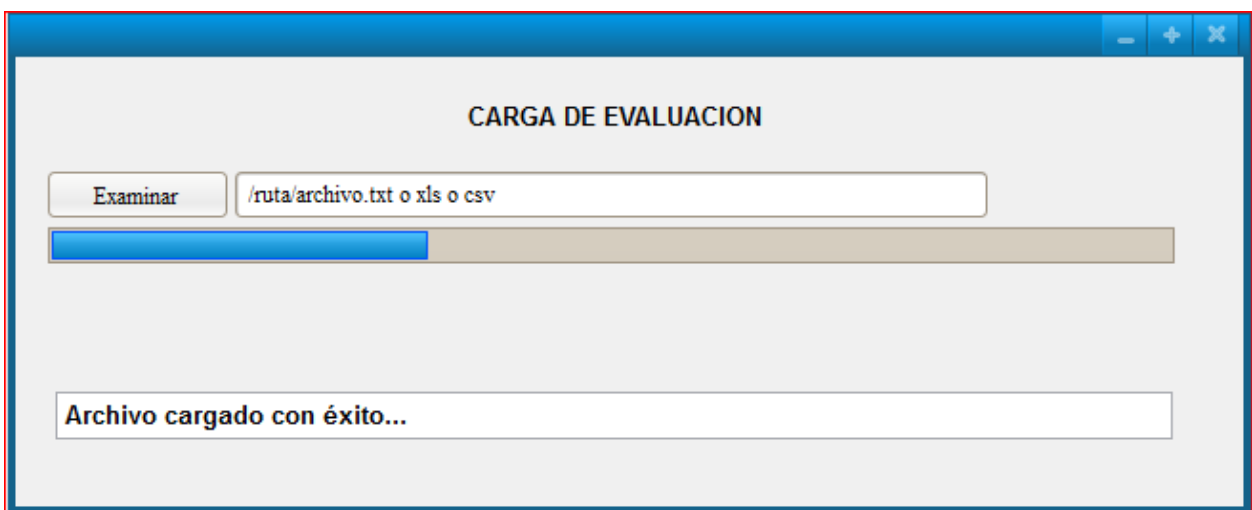 CARGA DE EVALUACION
Examinar /ruta/archivo.txt o xls o csv
Archivo cargado con éxito...